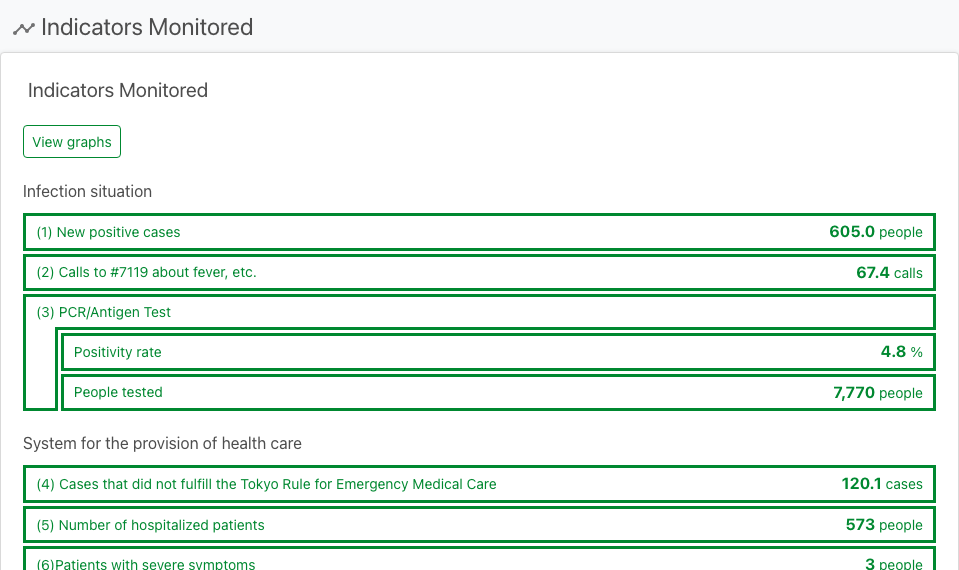 Indicators Monitored
Indicators Monitored
View graphs
Infection situation
(1) New positive cases 605.0 people
(2) Calls to #7119 about fever, etc. 67.4 calls
(3) PCR/Antigen Test
Positivity rate 4.8 %
People tested 7,770 people
System for the provision of health care
(4) Cases that did not fulfill the Tokyo Rule for Emergency Medical Care 120.1 cases
(5) Number of hospitalized patients 573 people
(6)Patients with severe symptoms 3 people